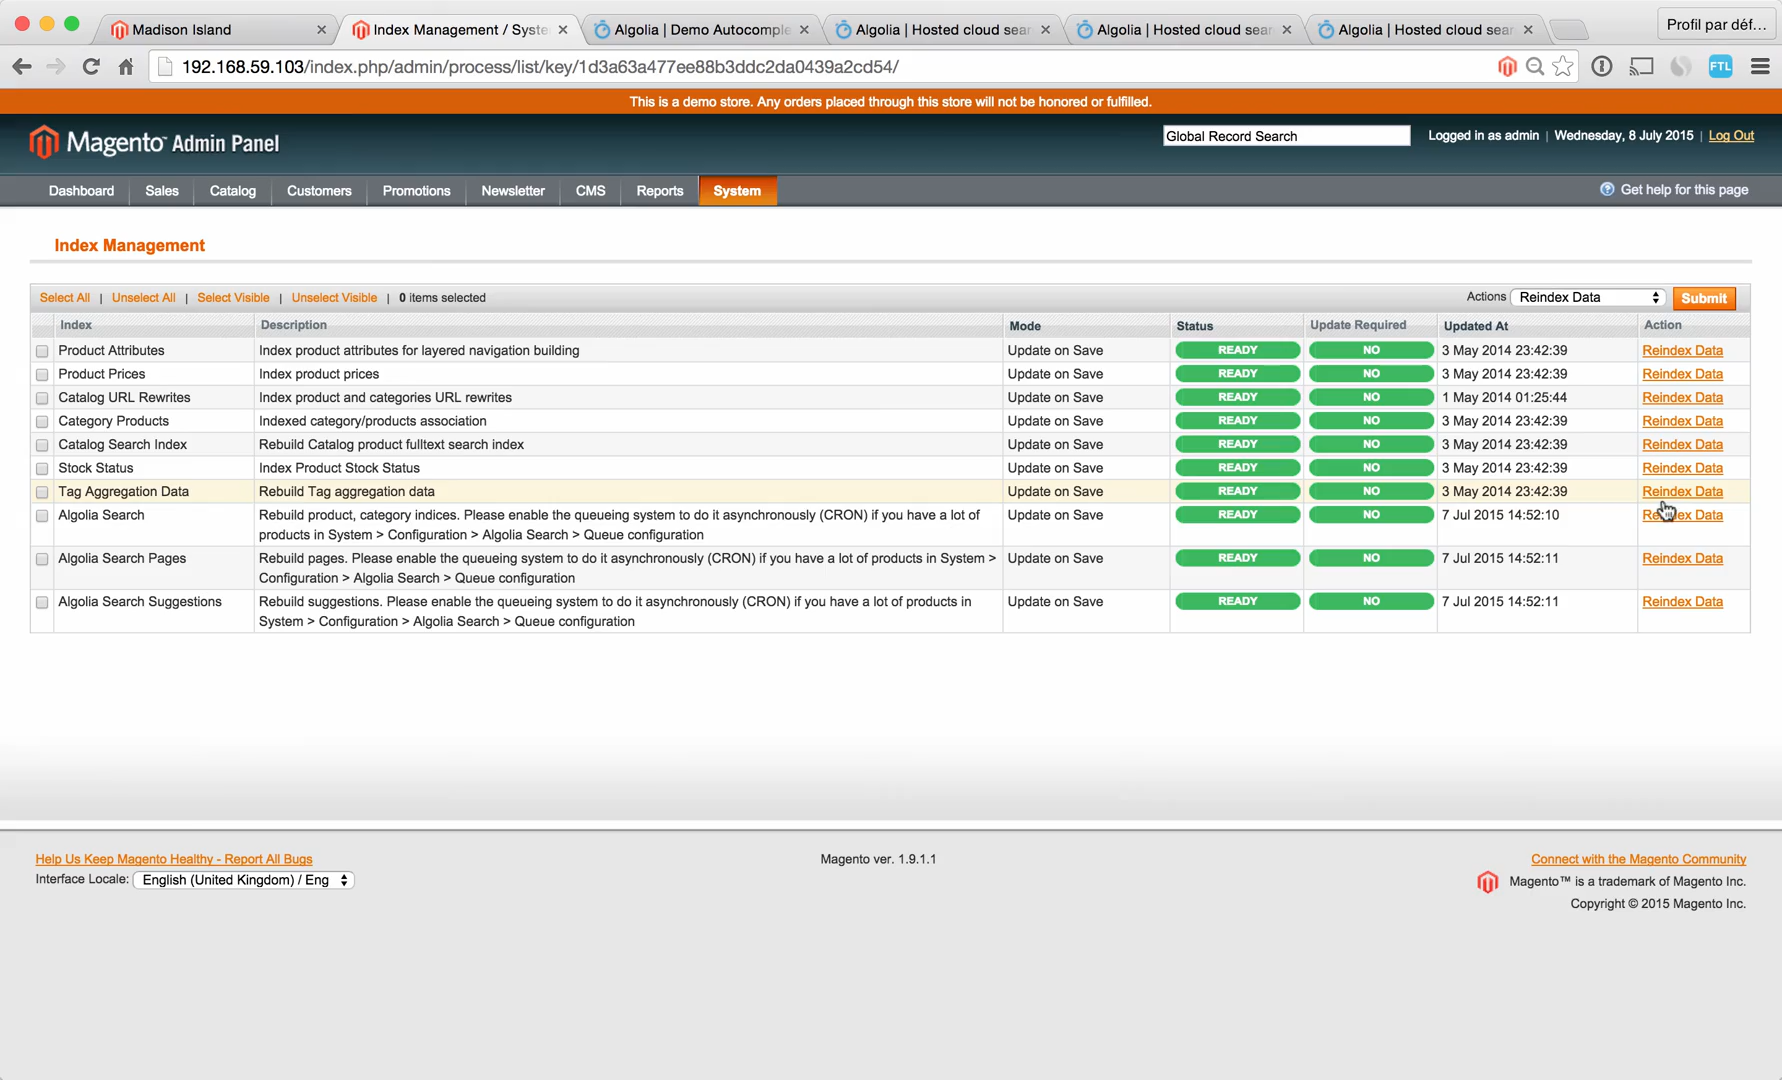 Madison Island
Index Management / Syste
Algolia | Demo Autocomple
Algolia | Hosted cloud sear
Algolia | Hosted cloud sear
Algolia | Hosted cloud sear
Profil par déf...
192.168.59.103/index.php/admin/process/list/key/1d3a63a477ee88b3ddc2da0439a2cd54/
FTL
This is a demo store. Any orders placed through this store will not be honored or fulfilled.
Magento™ Admin Panel
Global Record Search
Logged in as admin | Wednesday, 8 July 2015 | Log Out
Dashboard Sales Catalog Customers Promotions Newsletter CMS Reports System
Get help for this page
Index Management
Select All | Unselect All | Select Visible | Unselect Visible | 0 items selected
Actions Reindex Data Submit
Index Description Mode Status Update Required Updated At Action
Product Attributes Index product attributes for layered navigation building Update on Save READY NO 3 May 2014 23:42:39 Reindex Data
Product Prices Index product prices Update on Save READY NO 3 May 2014 23:42:39 Reindex Data
Catalog URL Rewrites Index product and categories URL rewrites Update on Save READY NO 1 May 2014 01:25:44 Reindex Data
Category Products Indexed category/products association Update on Save READY NO 3 May 2014 23:42:39 Reindex Data
Catalog Search Index Rebuild Catalog product fulltext search index Update on Save READY NO 3 May 2014 23:42:39 Reindex Data
Stock Status Index Product Stock Status Update on Save READY NO 3 May 2014 23:42:39 Reindex Data
Tag Aggregation Data Rebuild Tag aggregation data Update on Save READY NO 3 May 2014 23:42:39 Reindex Data
Algolia Search Rebuild product, category indices. Please enable the queueing system to do it asynchronously (CRON) if you have a lot of Update on Save READY NO 7 Jul 2015 14:52:10 Reindex Data
products in System > Configuration > Algolia Search > Queue configuration
Algolia Search Pages Rebuild pages. Please enable the queueing system to do it asynchronously (CRON) if you have a lot of products in System > Update on Save READY NO 7 Jul 2015 14:52:11 Reindex Data
Configuration > Algolia Search > Queue configuration
Algolia Search Suggestions Rebuild suggestions. Please enable the queueing system to do it asynchronously (CRON) if you have a lot of products in Update on Save READY NO 7 Jul 2015 14:52:11 Reindex Data
System > Configuration > Algolia Search > Queue configuration
Help Us Keep Magento Healthy - Report All Bugs
Interface Locale: English (United Kingdom) / Eng
Magento ver. 1.9.1.1
Connect with the Magento Community
Magento™ is a trademark of Magento Inc.
Copyright © 2015 Magento Inc.